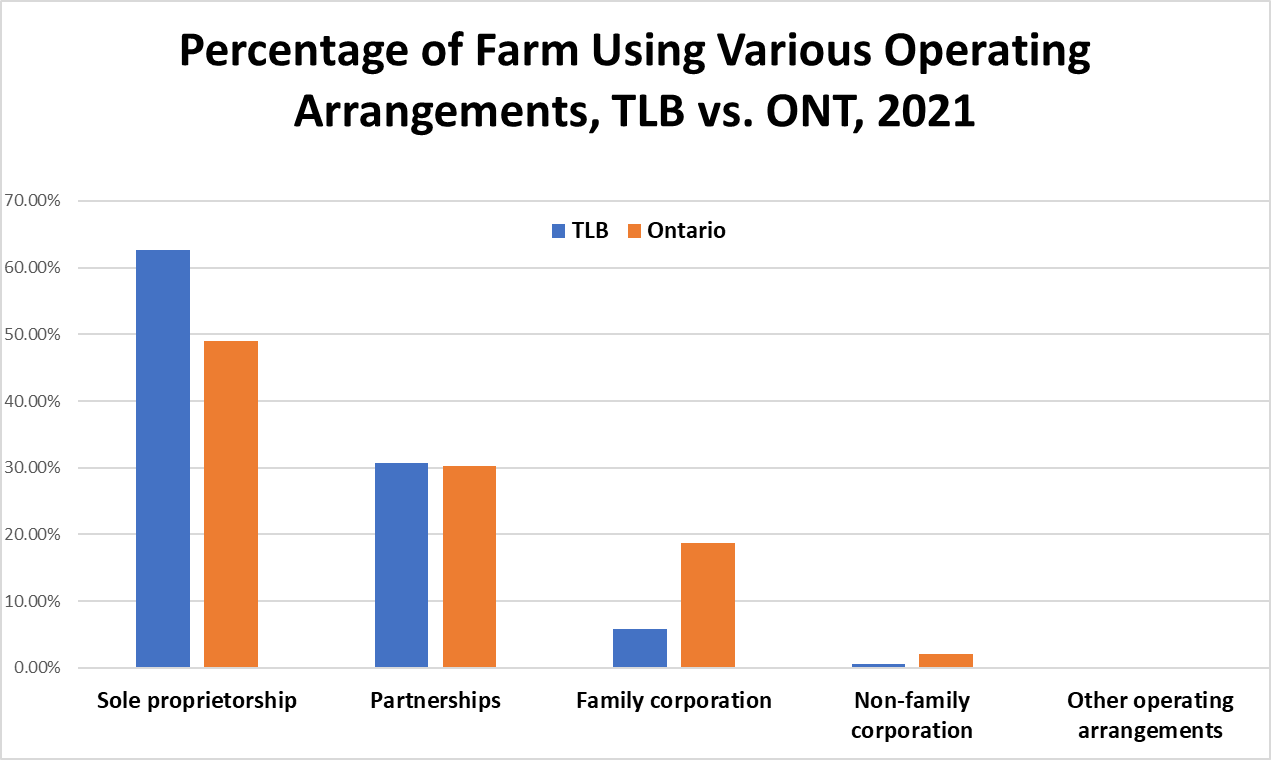 Percentage of Farm Using Various Operating
Arrangements, TLB vs. ONT, 2021
70.00%
TLB Ontario
60.00%
50.00%
40.00%
30.00%
20.00%
10.00%
0.00%
Sole proprietorship
Partnerships
Family corporation
Non-family
corporation
Other operating
arrangements